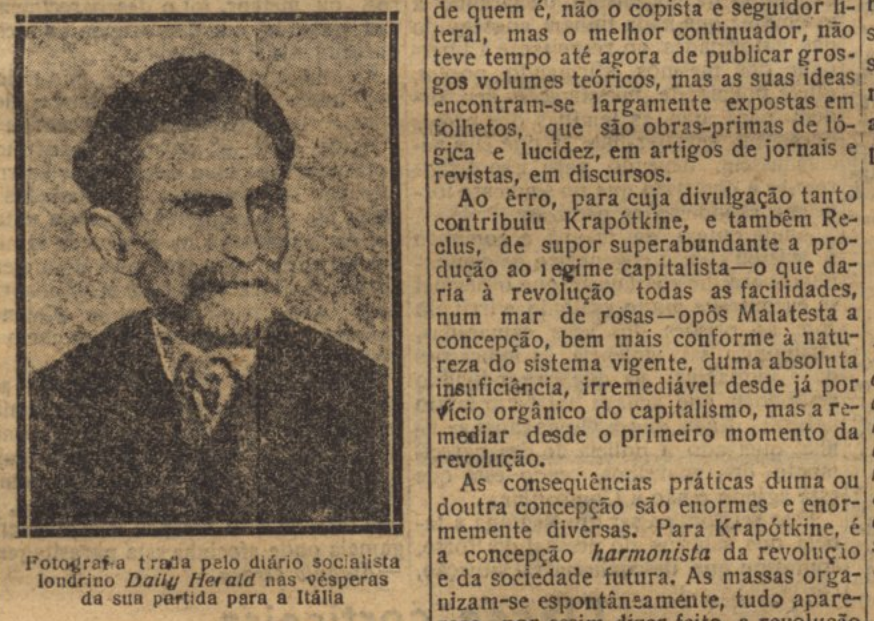 Fotografia tirada pelo diário socialista
londrino Daily Herald nas vésperas
da sua partida para a Itália
de quem é, não o copista e seguidor li-
teral, mas o melhor continuador, não
teve tempo até agora de publicar gros-
gos volumes teóricos, mas as suas ideas
encontram-se largamente expostas em
folhetos, que são obras-primas de ló-
gica e lucidez, em artigos de jornais e
revistas, em discursos.
Ao êrro, para cuja divulgação tanto
contribuiu Krapótkine, e também Re-
clus, de supor superabundante a pro-
dução ao regime capitalista—o que da-
ria à revolução todas as facilidades,
num mar de rosas—opôs Malatesta a
concepção, bem mais conforme à natu-
reza do sistema vigente, duma absoluta
insuficiência, irremediável desde já por
vício orgânico do capitalismo, mas a re-
mediar desde o primeiro momento da
revolução.
As conseqüências práticas duma ou
doutra concepção são enormes e enor-
memente diversas. Para Krapótkine, é
a concepção harmonista da revolução
e da sociedade futura. As massas orga-
nizam-se espontâneamente, tudo apare-
por assim dizer feito, a revolução